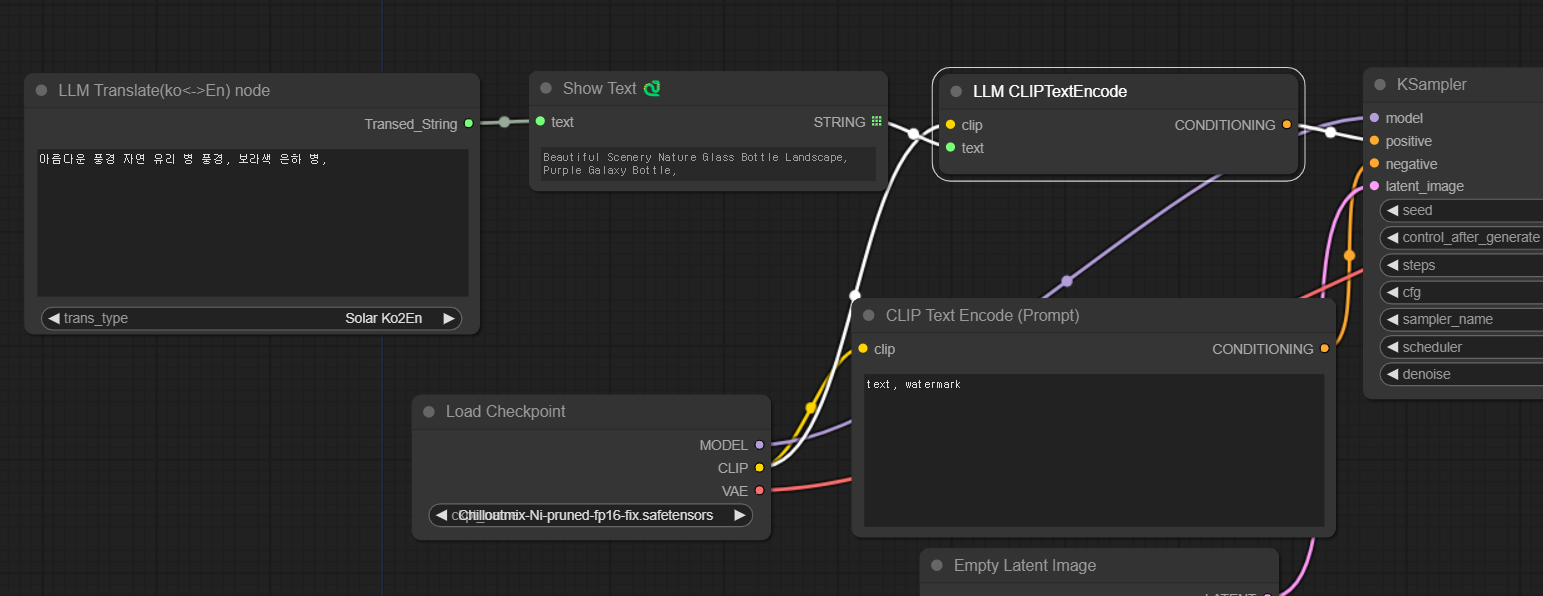 LLM Translate(ko<->En) node
Transed_String
아름다운 풍경 자연 유리 병 풍경, 보라색 은하 병,
trans_type
Solar Ko2En
Show Text
text
STRING
Beautiful Scenery Nature Glass Bottle Landscape,
Purple Galaxy Bottle,
LLM CLIPTextEncode
clip
CONDITIONING
text
KSampler
model
positive
negative
latent_image
seed
control_after_generate
steps
cfg
sampler_name
scheduler
denoise
CLIP Text Encode (Prompt)
clip
CONDITIONING
text, watermark
Load Checkpoint
MODEL
CLIP
VAE
Chilloutmix-Ni-pruned-fp16-fix.safetensors
Empty Latent Image
LATENT